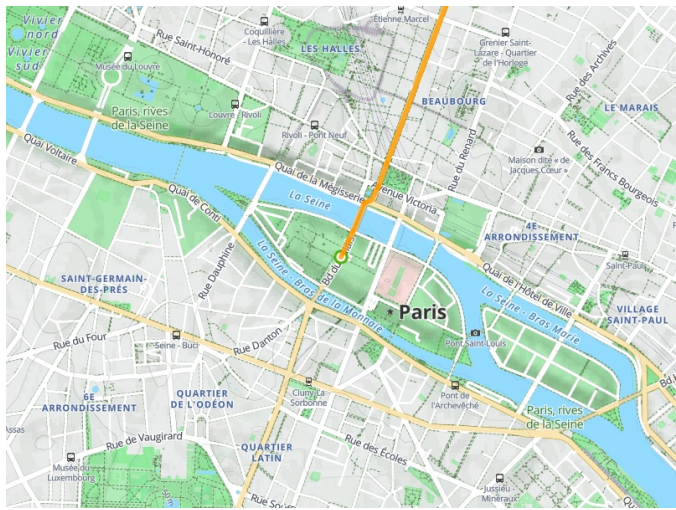 Étienne Marcel
Vivier
nord
Vivier
sud
Rue Saint-Honoré
Coquillière
- Les Halles
LES HALLES
Grenier Saint-
Lazare - Quartier
de l'Horloge
Rue des Archives
Musée du Louvre
BEAUBOURG
LE MARAIS
Paris, rives
de la Seine
Louvre - Rivoli
Rivoli - Pont Neuf
Rue du Renard
Maison dite « de
Jacques Cœur »
Rue des Francs Bourgeois
Quai Voltaire
Quai de la Mégisserie
Avenue Victoria
Quai de Conti
La Seine
4E
ARRONDISSEMENT
Saint-Paul
SAINT-GERMAIN-
DES-PRÉS
Rue Dauphine
Bd du
La Seine - Bras de la Monnaie
Quai de l'Hôtel de Ville
La Seine - Bras Marie
VILLAGE
SAINT-PAUL
Paris
Rue du Four
Seine - Buci
Rue Danton
Pont Saint-Louis
6E
ARRONDISSEMENT
QUARTIER
DE L'ODÉON
Cluny La
Sorbonne
Pont de
l'Archevêché
Paris, rives
de la Seine
Assas
Rue de Vaugirard
QUARTIER
LATIN
Rue des Écoles
Musée du
Luxembourg
Jussieu
Minéraux